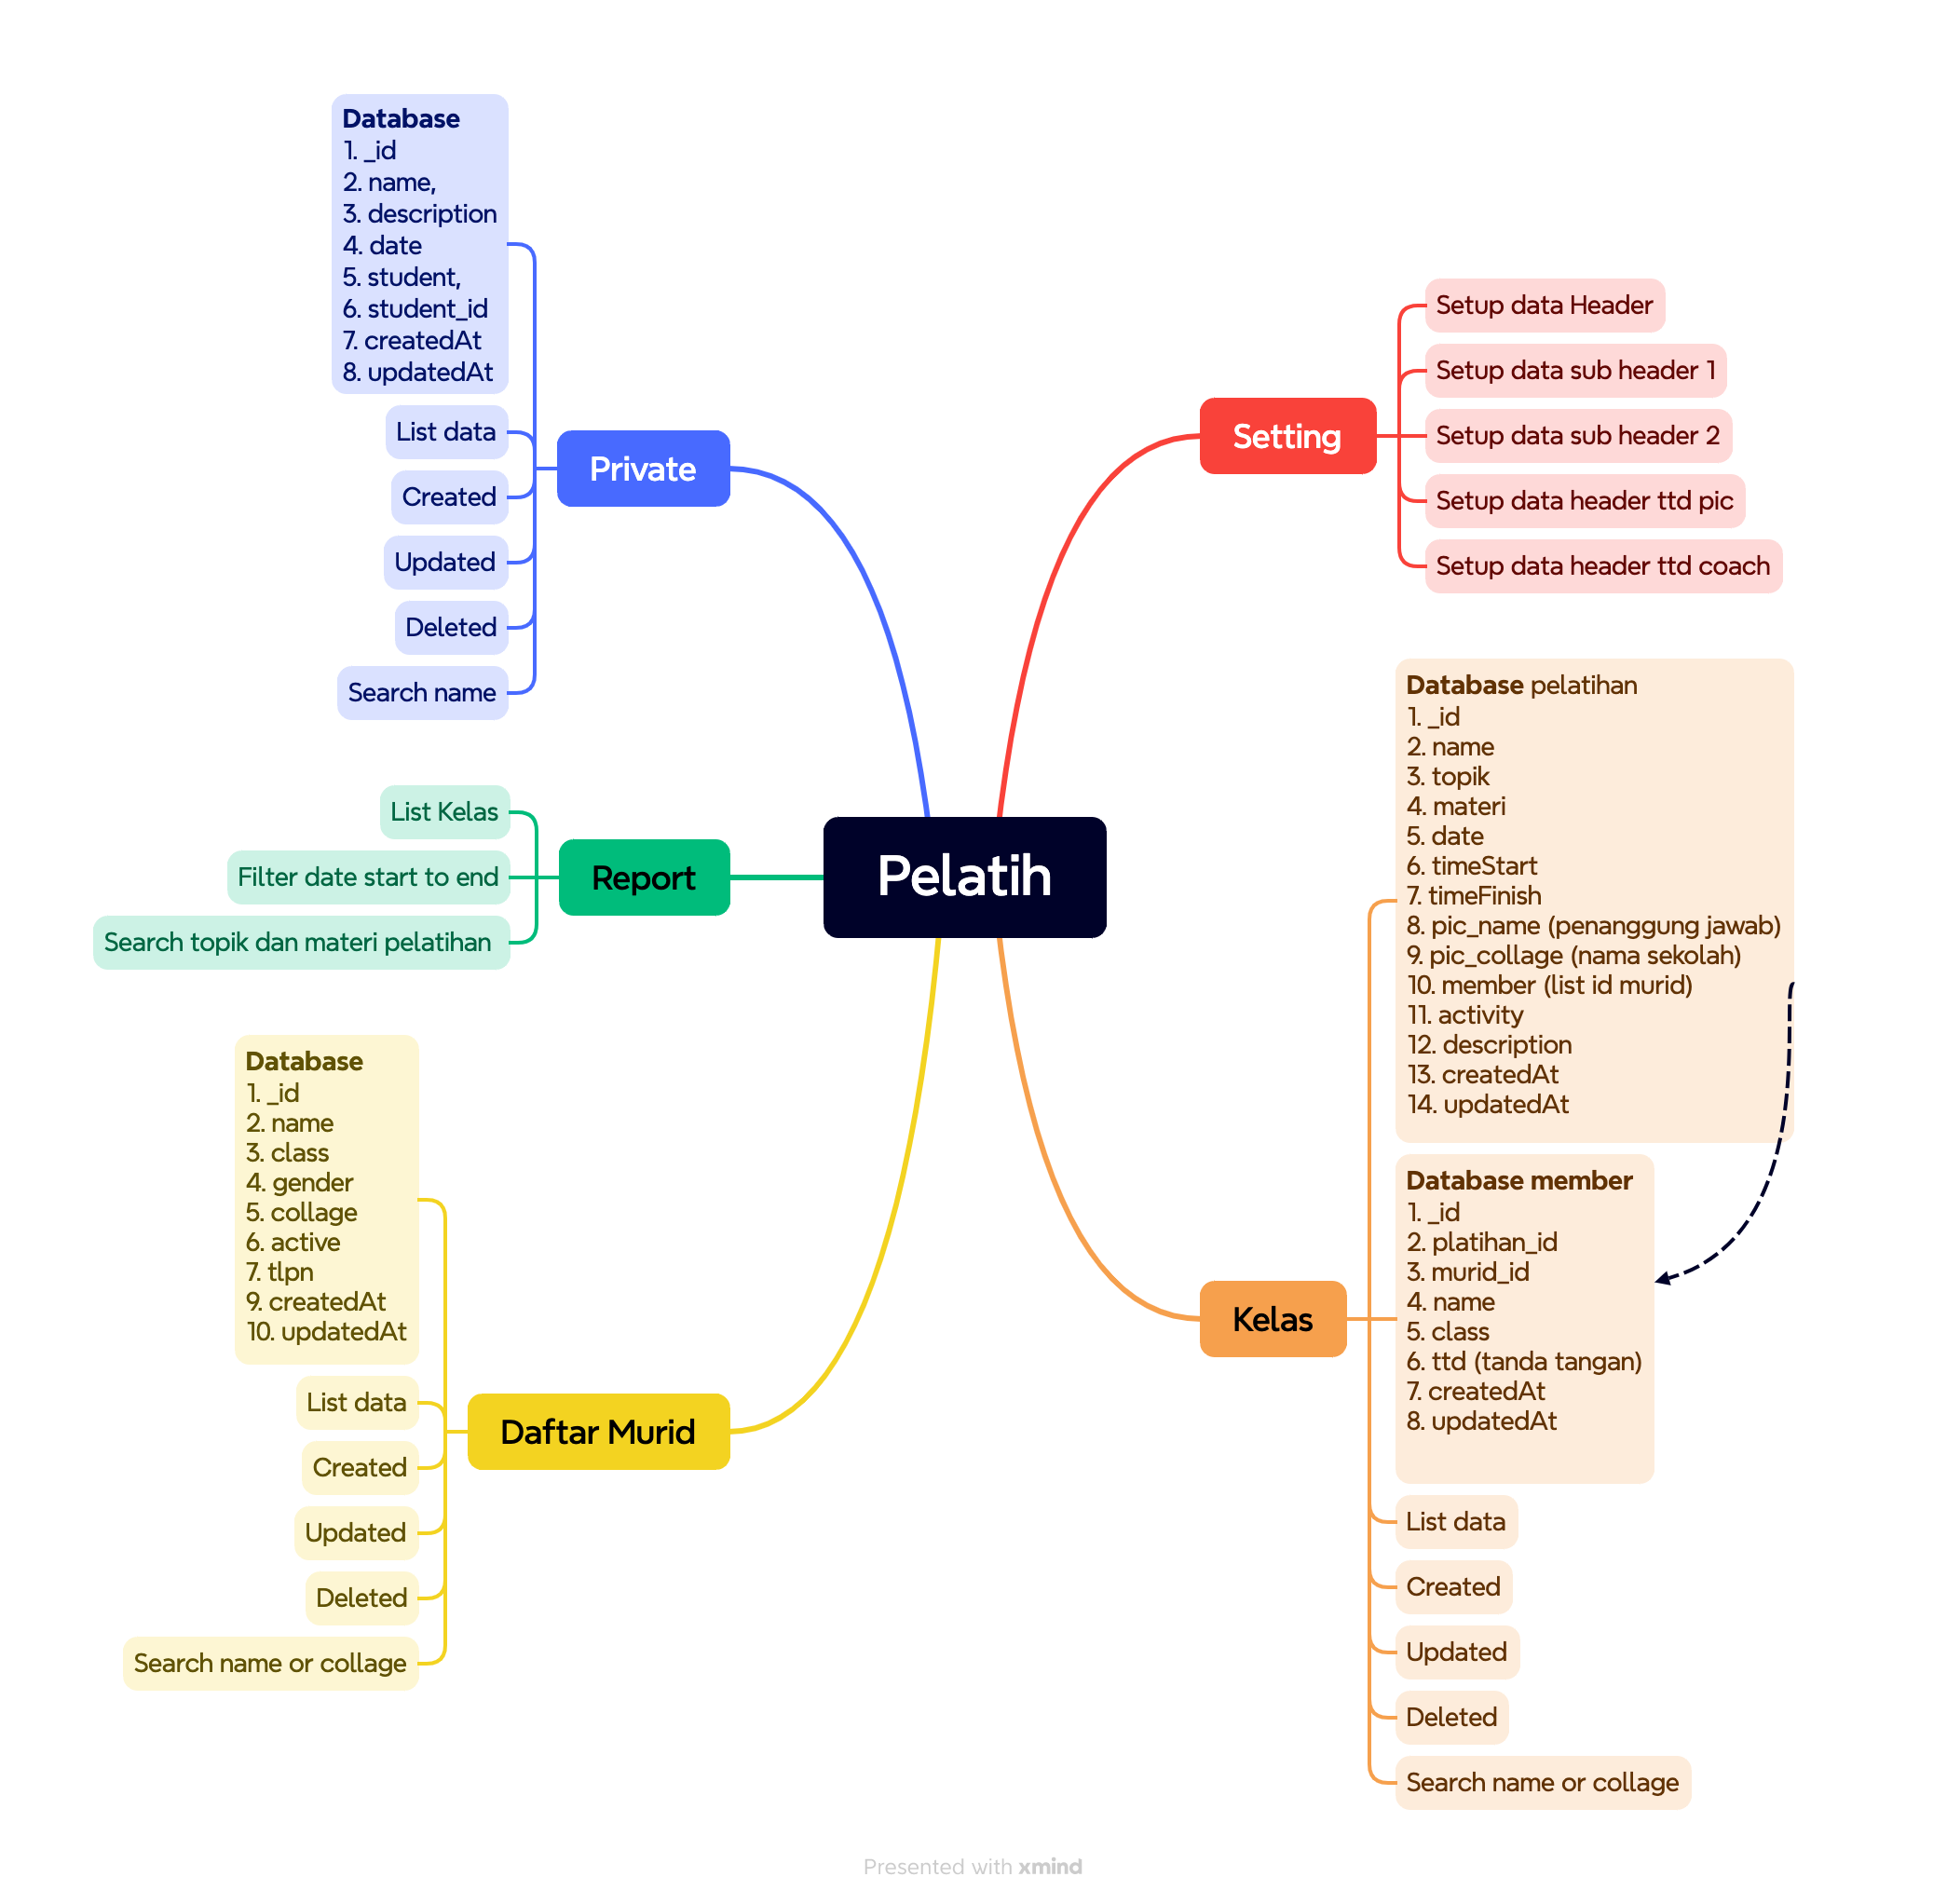 Pelatih
Setting
Setup data Header
Setup data sub header 1
Setup data sub header 2
Setup data header ttd pic
Setup data header ttd coach
Kelas
Database pelatihan
1. _id
2. name
3. topik
4. materi
5. date
6. timeStart
7. timeFinish
8. pic_name (penanggung jawab)
9. pic_collage (nama sekolah)
10. member (list id murid)
11. activity
12. description
13. createdAt
14. updatedAt
Database member
1. _id
2. platihan_id
3. murid_id
4. name
5. class
6. ttd (tanda tangan)
7. createdAt
8. updatedAt
List data
Created
Updated
Deleted
Search name or collage
Private
Database
1. _id
2. name,
3. description
4. date
5. student,
6. student_id
7. createdAt
8. updatedAt
List data
Created
Updated
Deleted
Search name
Report
List Kelas
Filter date start to end
Search topik dan materi pelatihan
Daftar Murid
Database
1. _id
2. name
3. class
4. gender
5. collage
6. active
7. tlpn
9. createdAt
10. updatedAt
List data
Created
Updated
Deleted
Search name or collage
Presented with xmind